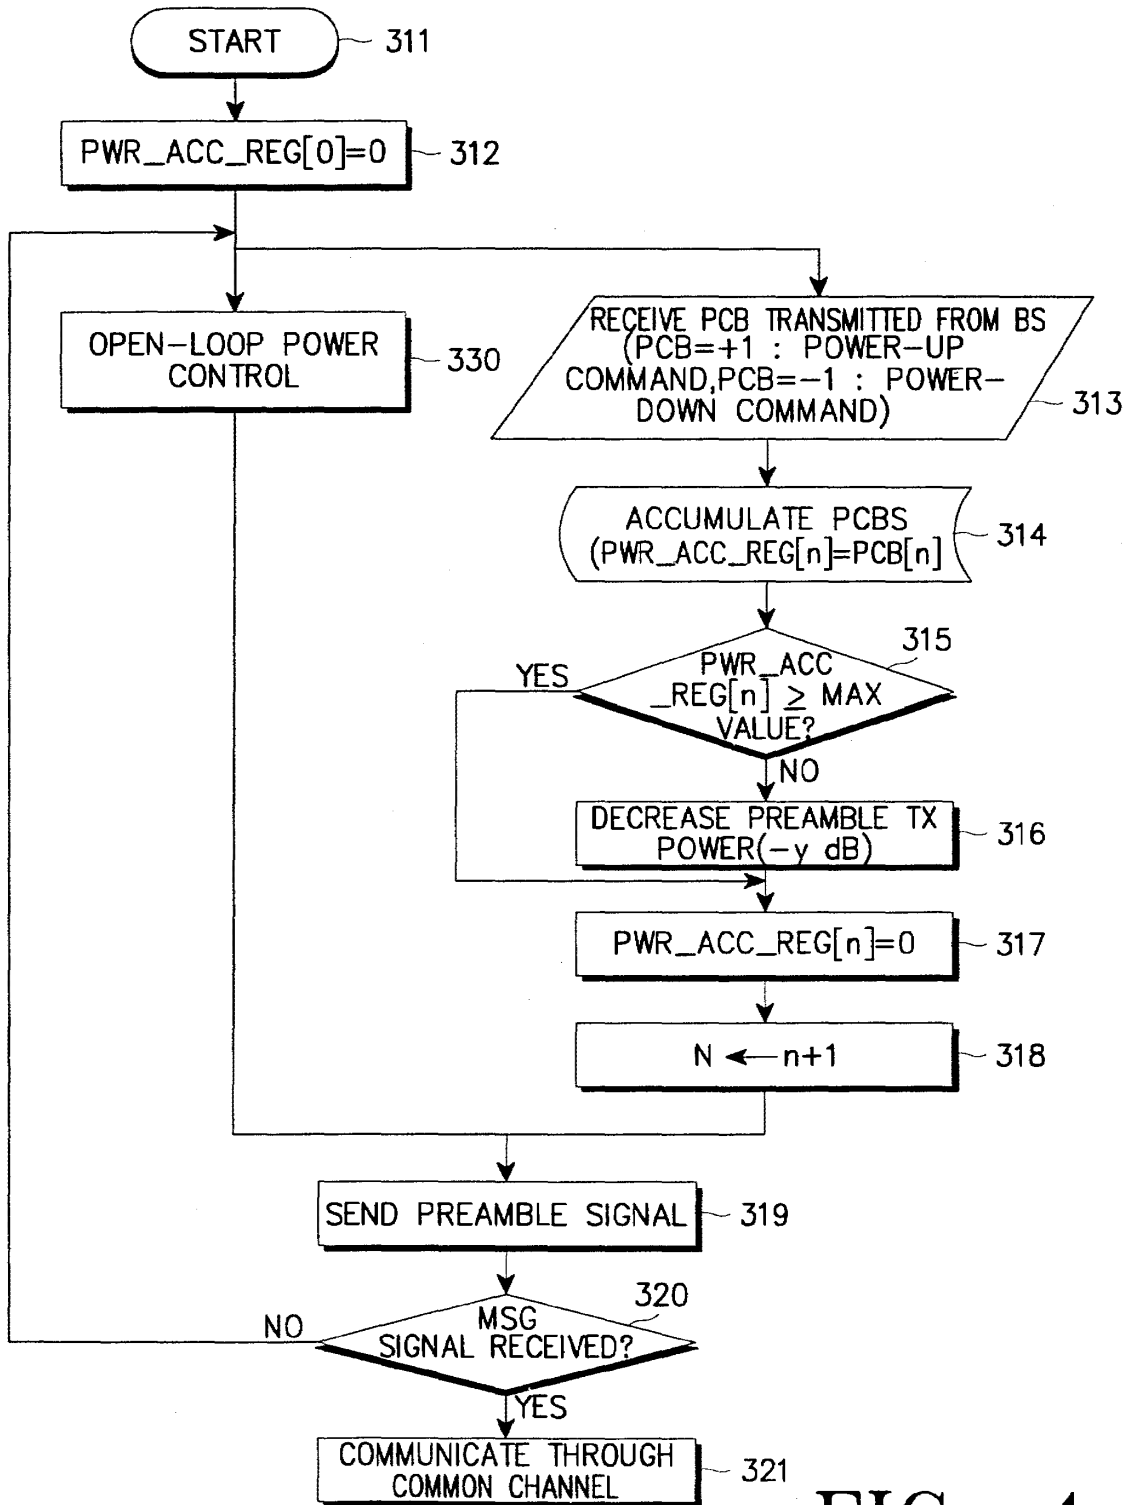 START
311
PWR_ACC_REG[0]=0
312
OPEN-LOOP POWER
CONTROL
330
RECEIVE PCB TRANSMITTED FROM BS
(PCB=+1 : POWER-UP
COMMAND,PCB=-1 : POWER-
DOWN COMMAND)
313
ACCUMULATE PCBS
(PWR_ACC_REG[n]=PCB[n]
314
315
PWR_ACC
_REG[n] ≥ MAX
VALUE?
YES
NO
DECREASE PREAMBLE TX
POWER(-y dB)
316
PWR_ACC_REG[n]=0
317
N ← n+1
318
SEND PREAMBLE SIGNAL
319
320
MSG
SIGNAL RECEIVED?
NO
YES
COMMUNICATE THROUGH
COMMON CHANNEL
321
FIG. 4